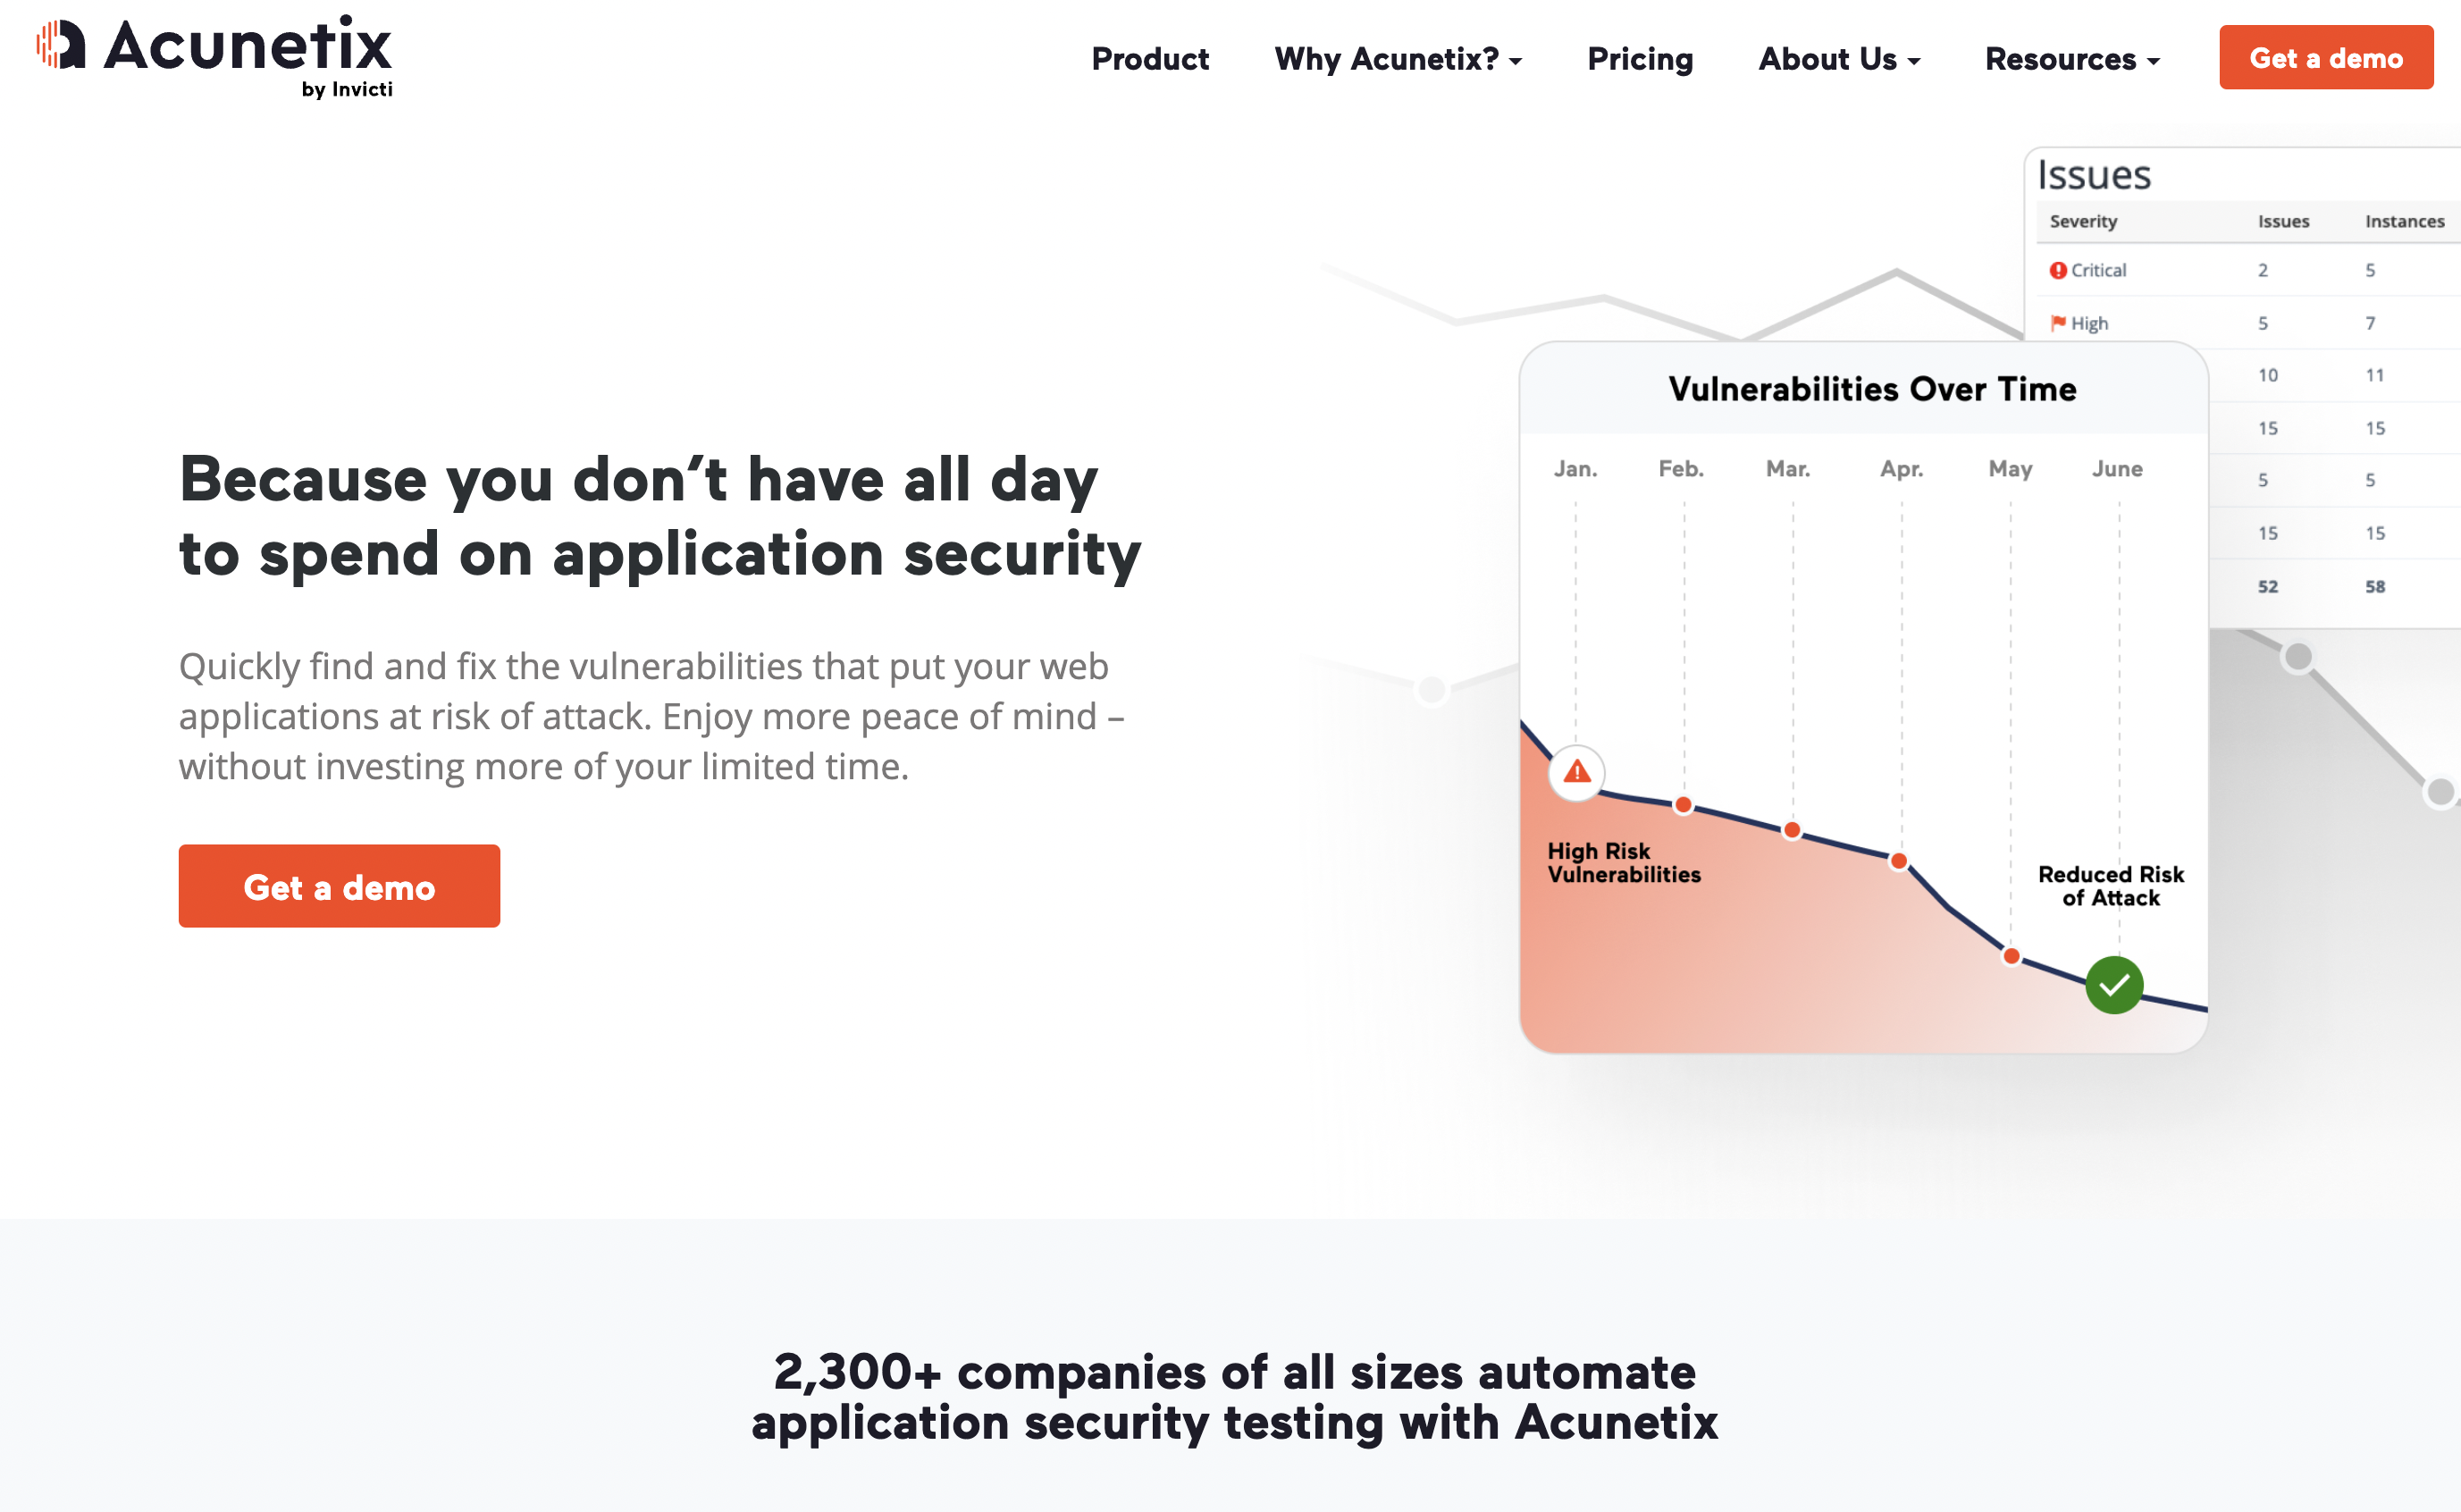 Acunetix
by Invicti
Product
Why Acunetix?
Pricing
About Us
Resources
Get a demo
Because you don’t have all day
to spend on application security
Quickly find and fix the vulnerabilities that put your web
applications at risk of attack. Enjoy more peace of mind –
without investing more of your limited time.
Get a demo
Issues
Severity Issues Instances
Critical 2 5
High 5 7
10 11
15 15
5 5
15 15
52 58
Vulnerabilities Over Time
Jan. Feb. Mar. Apr. May June
High Risk
Vulnerabilities
Reduced Risk
of Attack
2,300+ companies of all sizes automate
application security testing with Acunetix